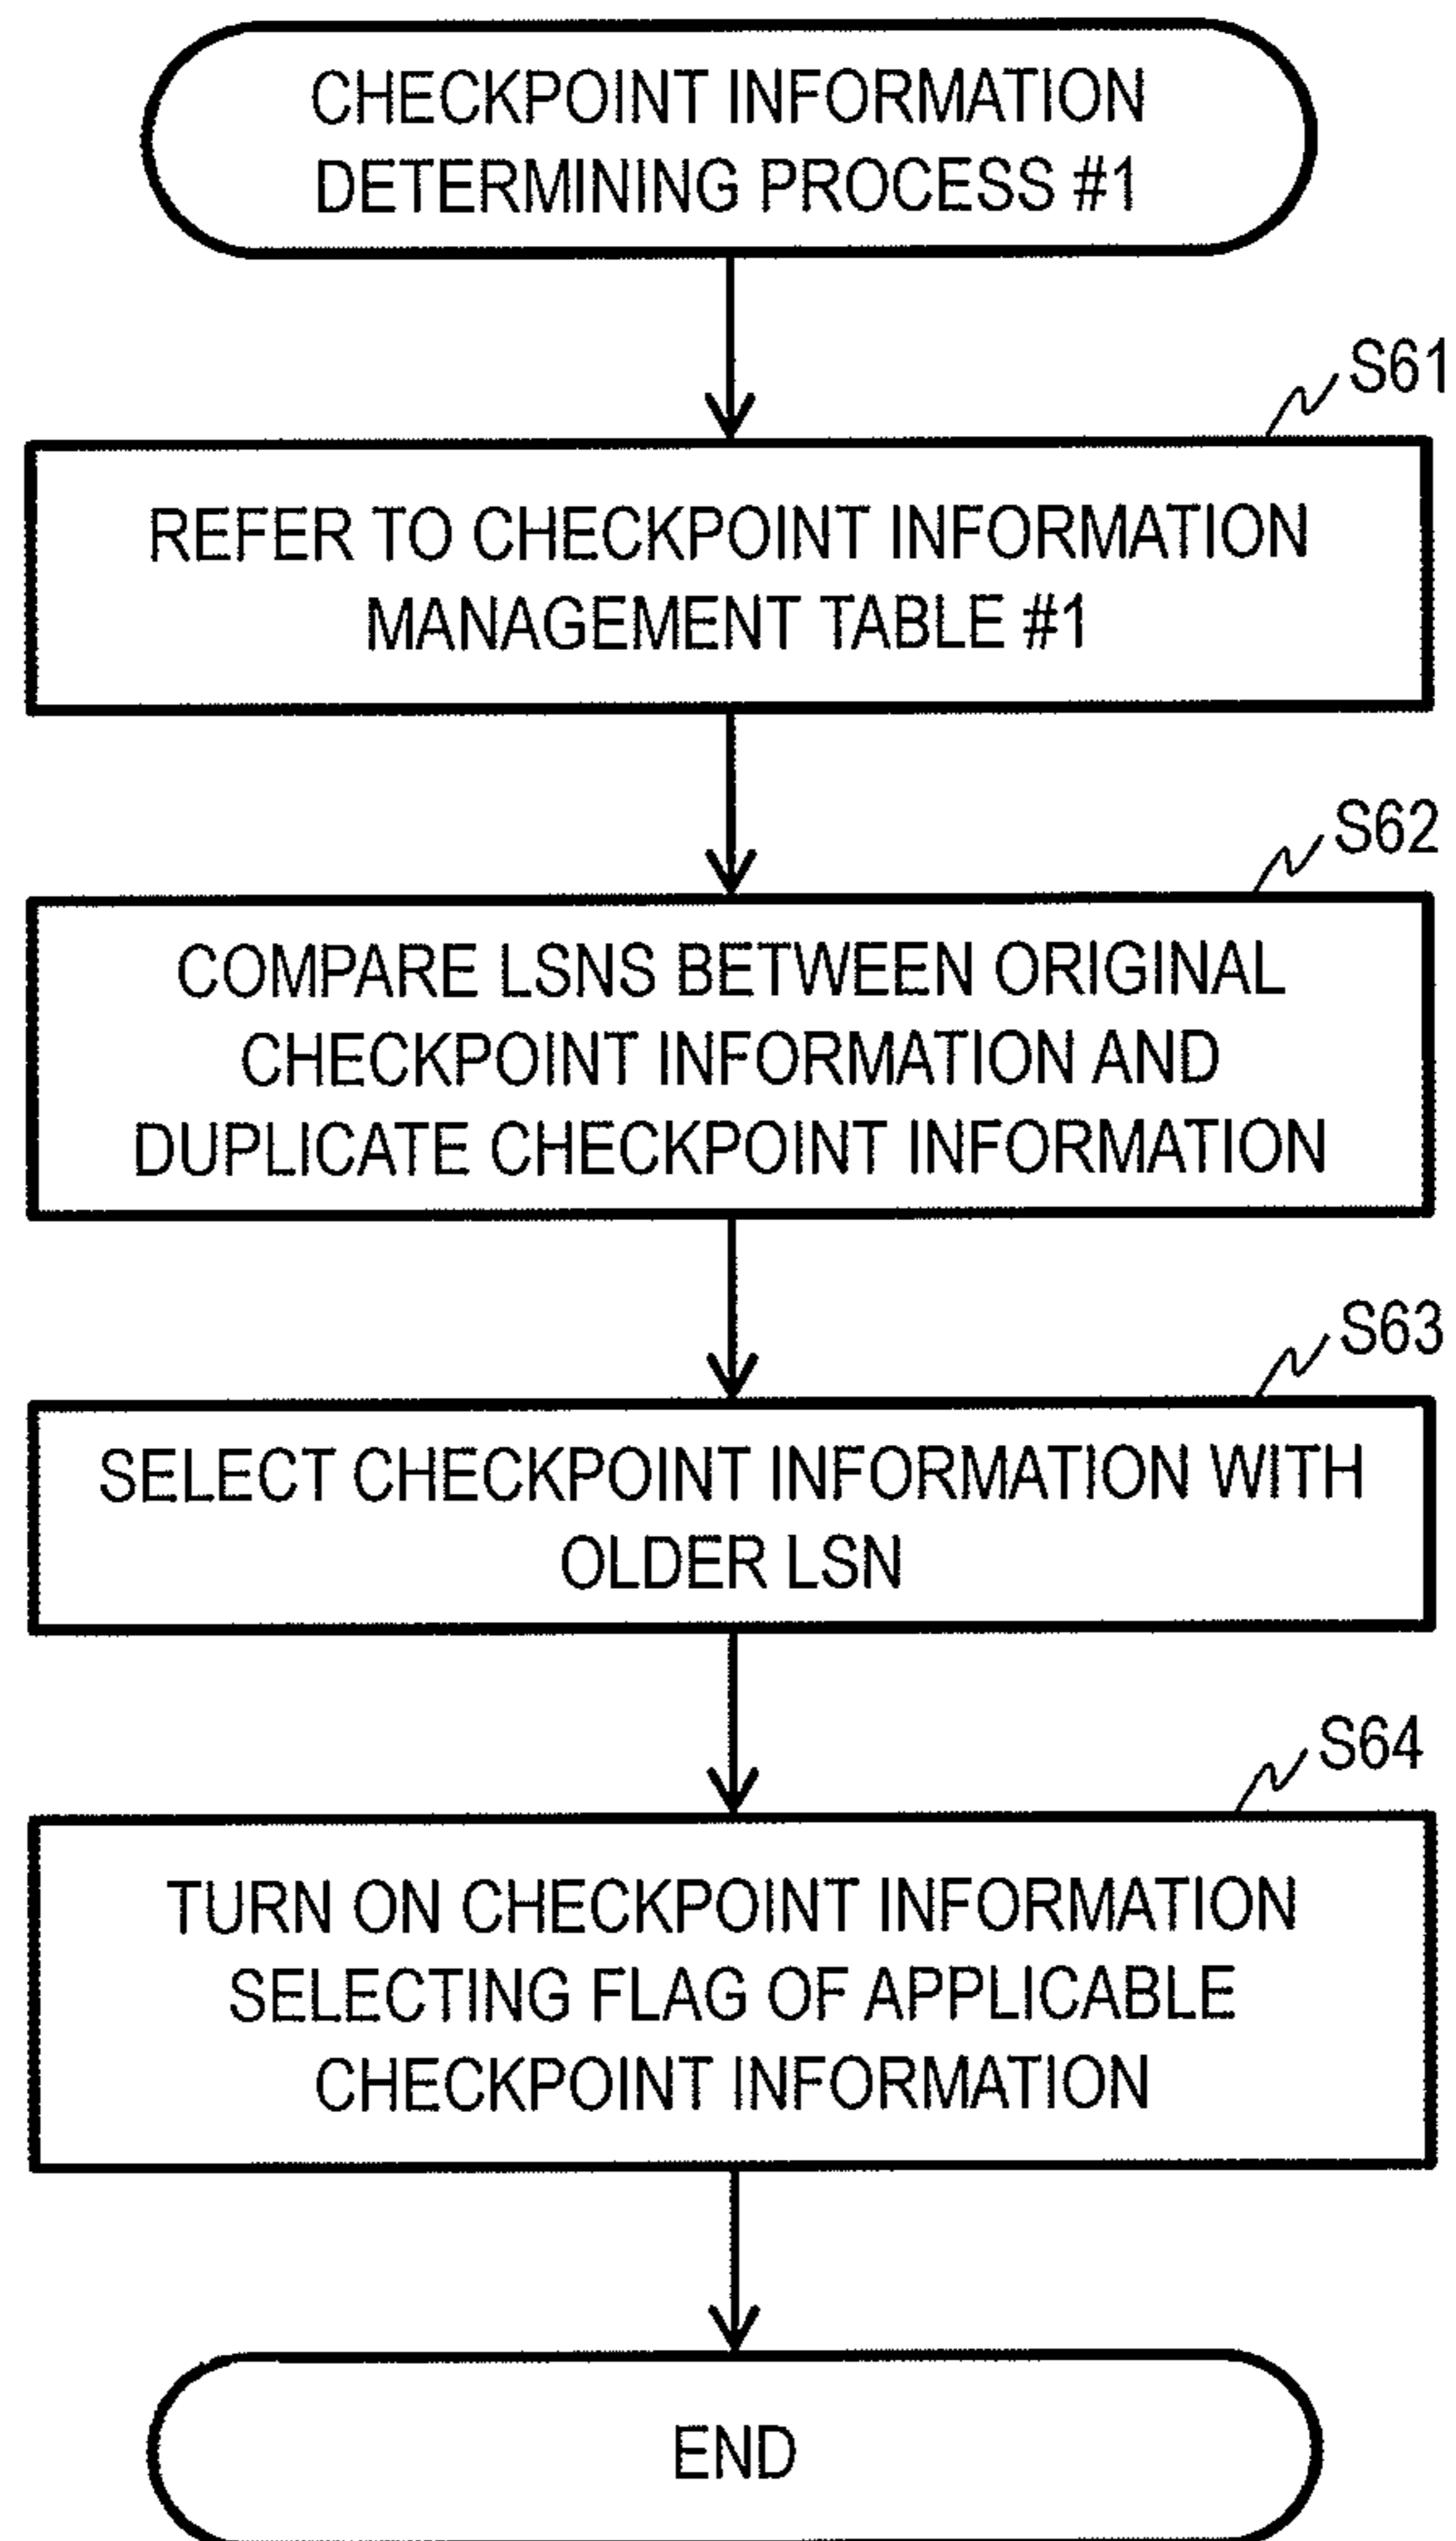 CHECKPOINT INFORMATION
DETERMINING PROCESS #1
S61
REFER TO CHECKPOINT INFORMATION
MANAGEMENT TABLE #1
S62
COMPARE LSNS BETWEEN ORIGINAL
CHECKPOINT INFORMATION AND
DUPLICATE CHECKPOINT INFORMATION
S63
SELECT CHECKPOINT INFORMATION WITH
OLDER LSN
S64
TURN ON CHECKPOINT INFORMATION
SELECTING FLAG OF APPLICABLE
CHECKPOINT INFORMATION
END